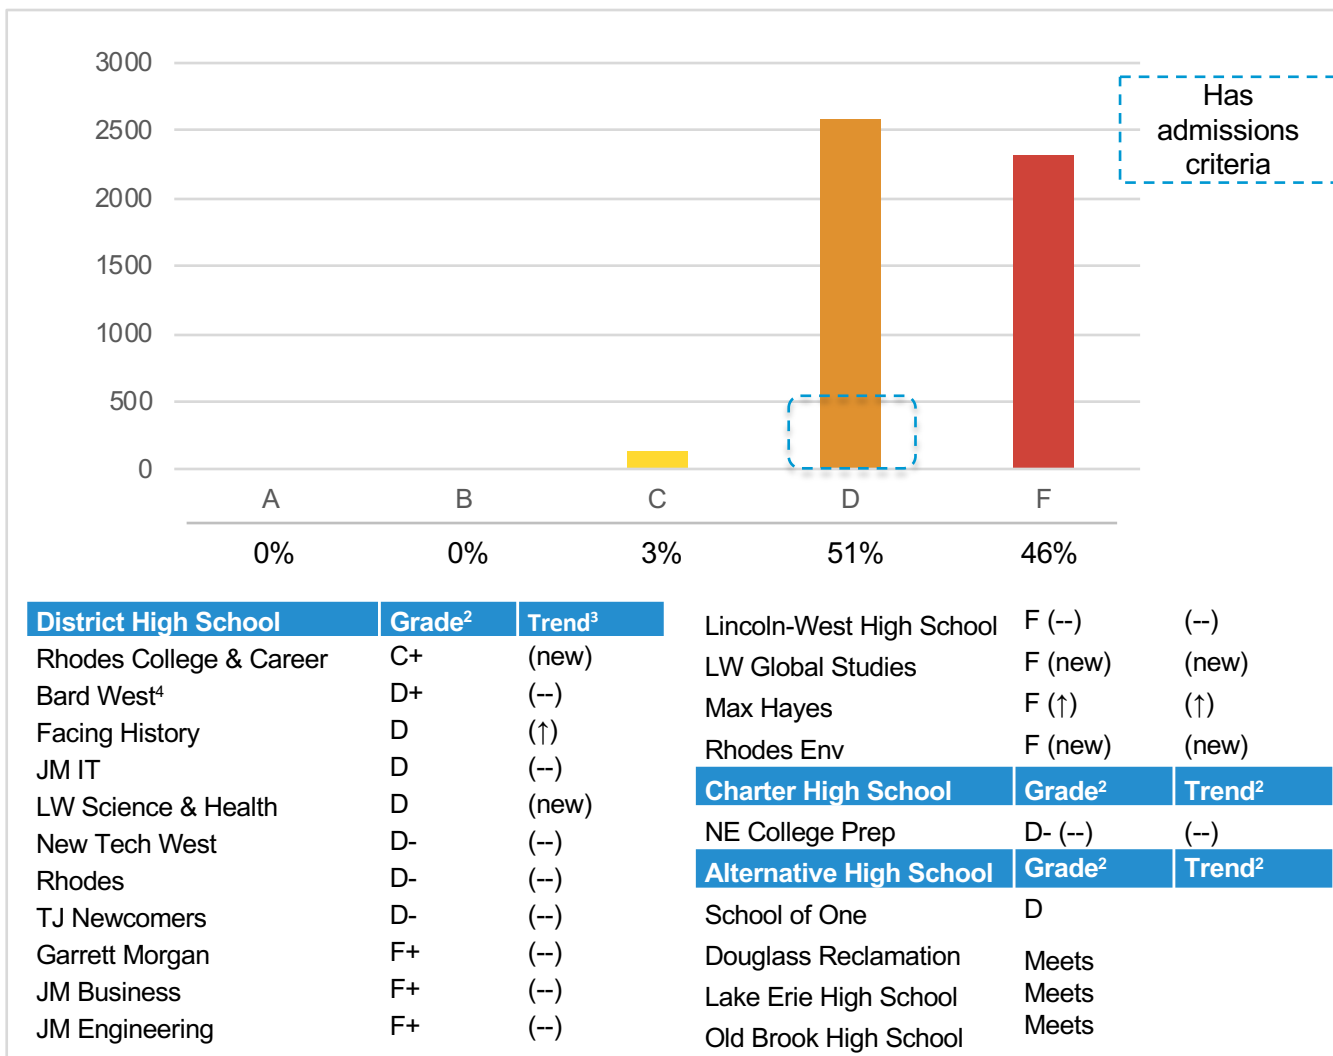 3000
2500
2000
1500
1000
500
0
Has
admissions
criteria
A B C D F
0% 0% 3% 51% 46%
District High School Grade² Trend³
Rhodes College & Career C+ (new)
Bard West⁴ D+ (--)
Facing History D (↑)
JM IT D (--)
LW Science & Health D (new)
New Tech West D- (--)
Rhodes D- (--)
TJ Newcomers D- (--)
Garrett Morgan F+ (--)
JM Business F+ (--)
JM Engineering F+ (--)
Lincoln-West High School F (--) (--)
LW Global Studies F (new) (new)
Max Hayes F (↑) (↑)
Rhodes Env F (new) (new)
Charter High School Grade² Trend²
NE College Prep D- (--) (--)
Alternative High School Grade² Trend²
School of One D
Douglass Reclamation Meets
Lake Erie High School Meets
Old Brook High School Meets